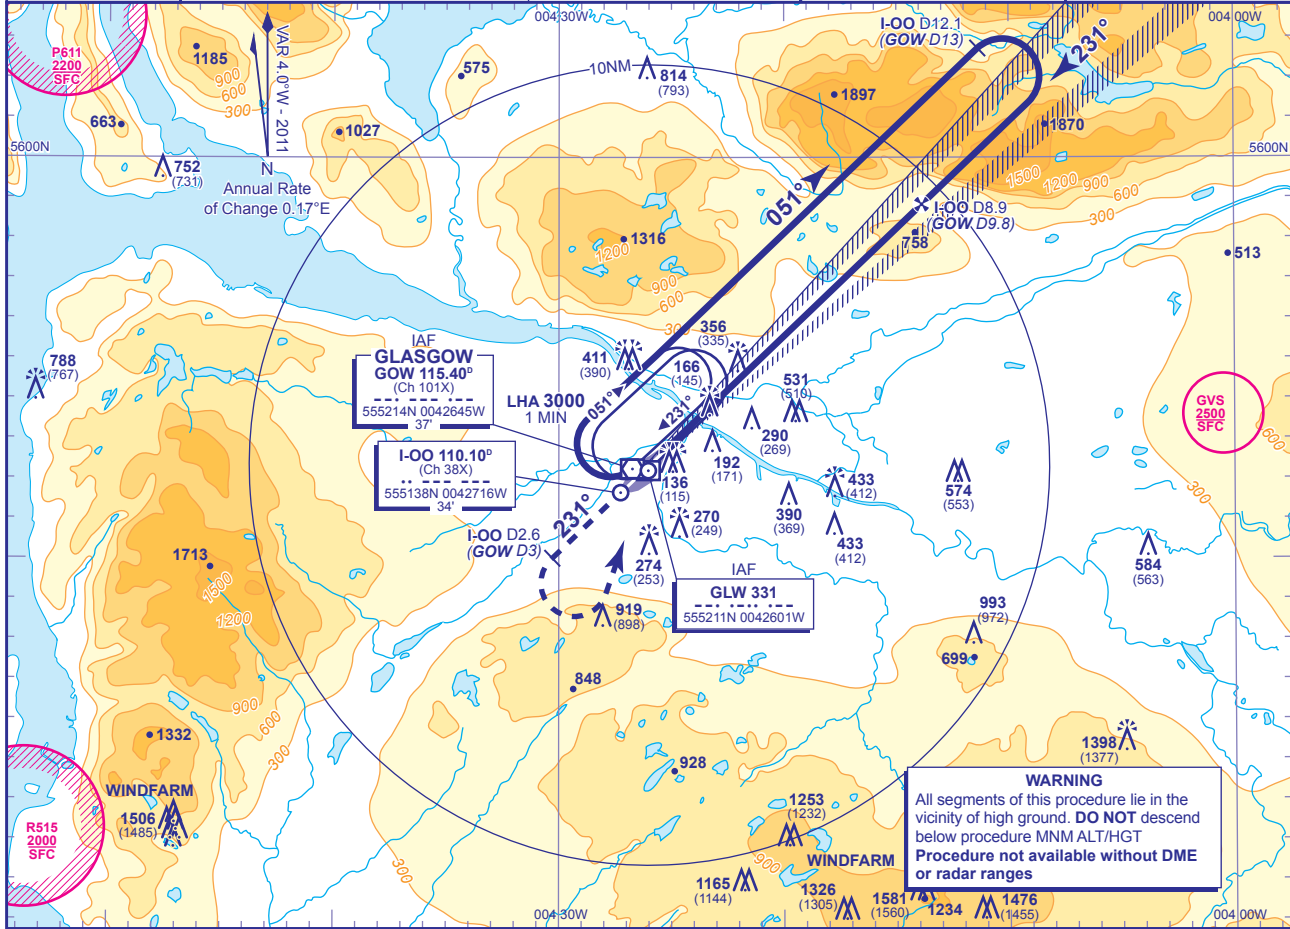 004 30W
004 00W
P611
2200
SFC
1185
900
600
300
VAR 4.0°W - 2011
575
10NM
814
(793)
I-OO D12.1
(GOW D13)
231°
1897
1870
663
1027
752
(731)
5600N
5600N
N
Annual Rate
of Change 0.17°E
1500
1200
900
600
300
051°
I-OO D8.9
(GOW D9.8)
758
513
1316
1200
900
600
300
788
(767)
IAF
GLASGOW
GOW 115.40ᴰ
(Ch 101X)
555214N 0042645W
37'
411
(390)
356
(335)
166
(145)
LHA 3000
1 MIN
051°
231°
531
(510)
290
(269)
GVS
2500
SFC
600
I-OO 110.10ᴰ
(Ch 38X)
555138N 0042716W
34'
192
(171)
136
(115)
433
(412)
574
(553)
390
(369)
300
270
(249)
433
(412)
I-OO D2.6
(GOW D3)
231°
274
(253)
584
(563)
1713
1500
1200
900
600
300
IAF
GLW 331
555211N 0042601W
919
(898)
993
(972)
699
848
1332
928
1398
(1377)
WINDFARM
1506
(1485)
R515
2000
SFC
1253
(1232)
900
WINDFARM
300
1165
(1144)
1326
(1305)
1581
(1560)
1234
1476
(1455)
WARNING
All segments of this procedure lie in the
vicinity of high ground. DO NOT descend
below procedure MNM ALT/HGT
Procedure not available without DME
or radar ranges
004 30W
004 00W